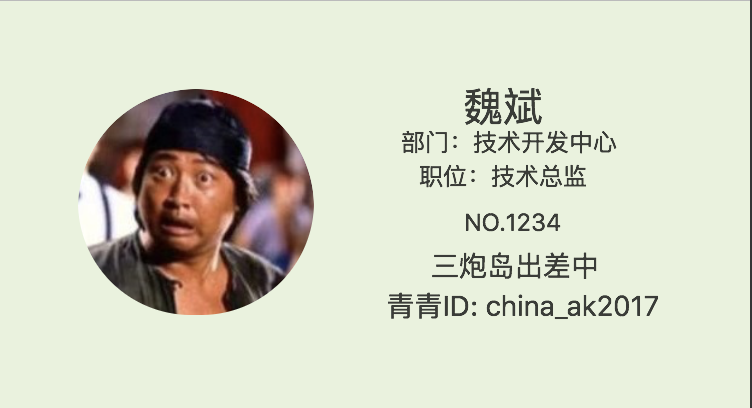 魏斌
部门：技术开发中心
职位：技术总监
NO.1234
三炮岛出差中
青青ID: china_ak2017